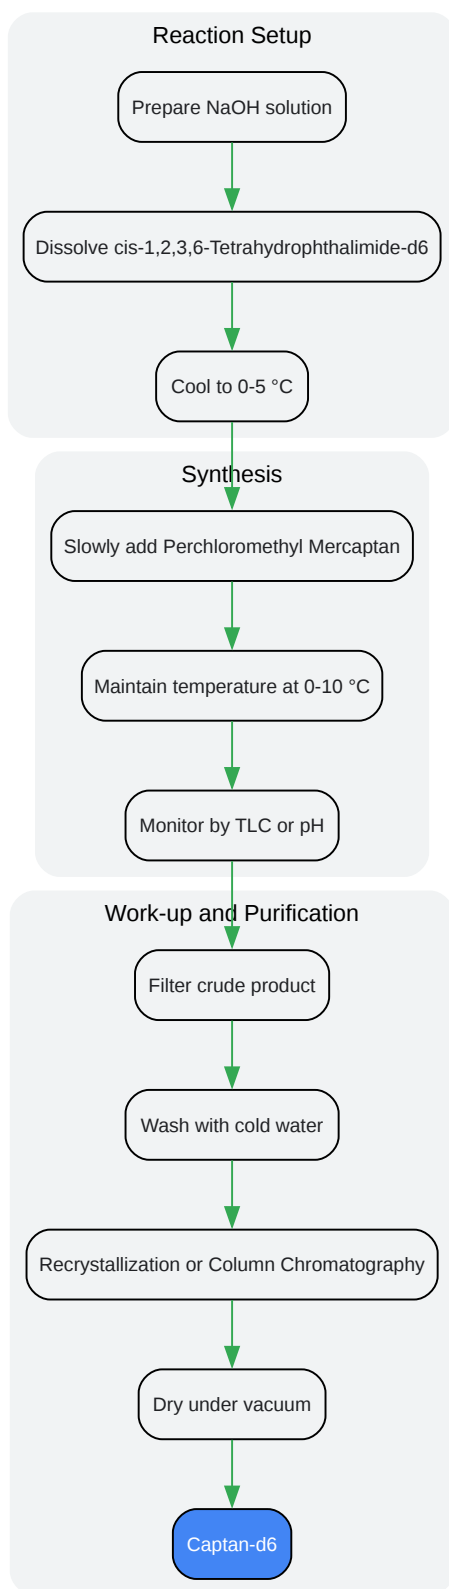 Reaction Setup
Prepare NaOH solution
Dissolve cis-1,2,3,6-Tetrahydrophthalimide-d6
Cool to 0-5 °C
Synthesis
Slowly add Perchloromethyl Mercaptan
Maintain temperature at 0-10 °C
Monitor by TLC or pH
Work-up and Purification
Filter crude product
Wash with cold water
Recrystallization or Column Chromatography
Dry under vacuum
Captan-d6